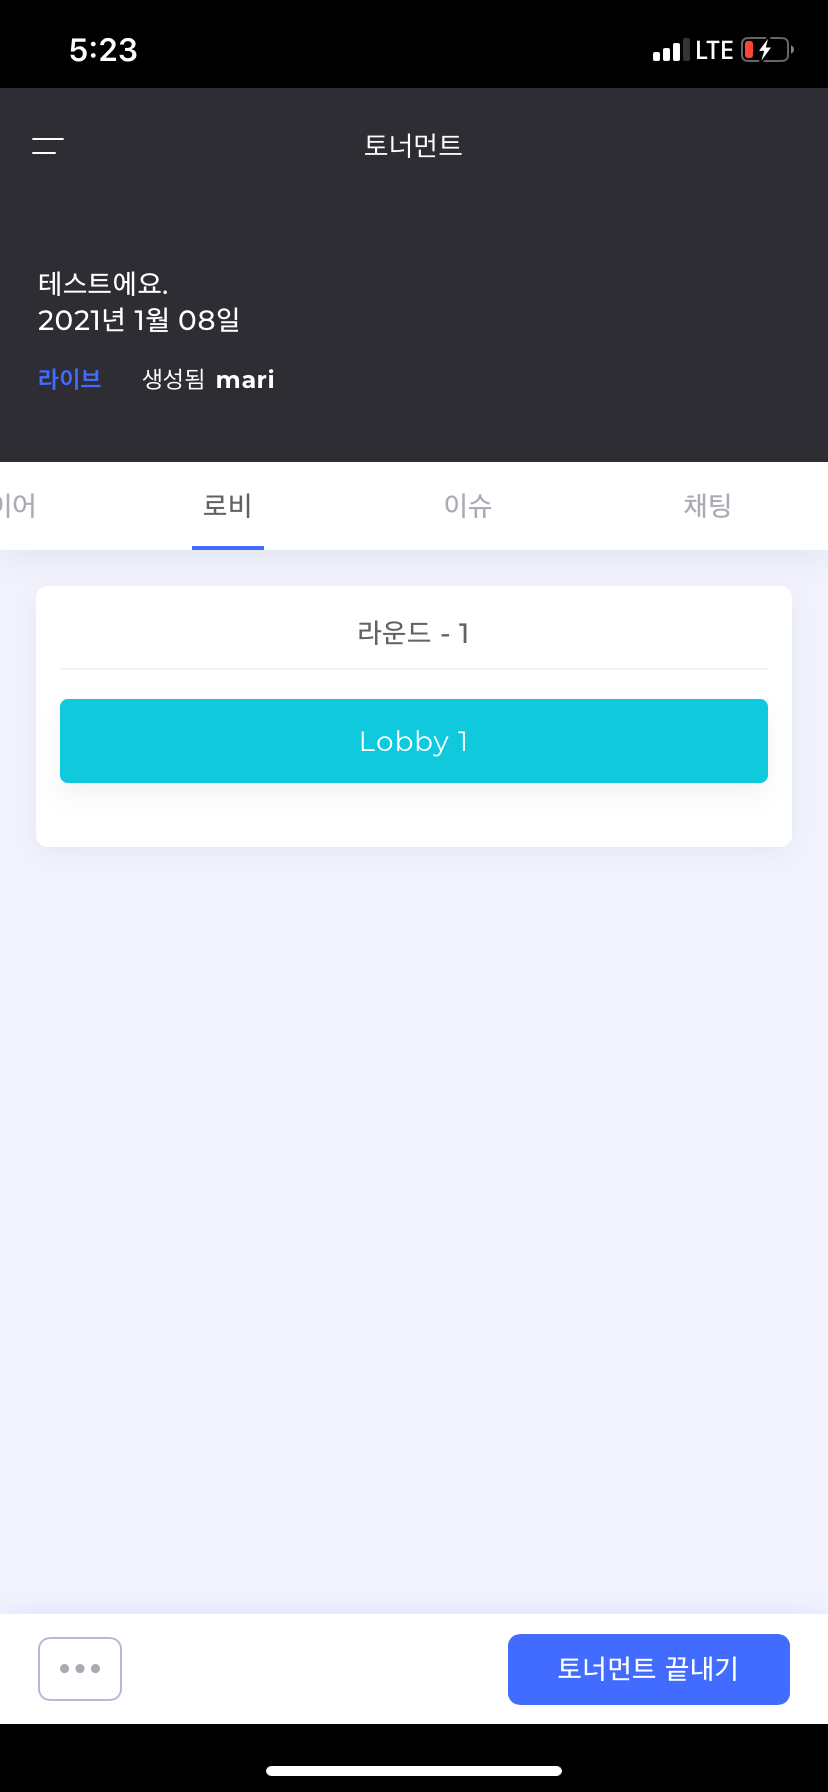 5:23 LTE
토너먼트
테스트에요.
2021년 1월 08일
라이브 생성됨 mari
이어 로비 이슈 채팅
라운드 - 1
Lobby 1
토너먼트 끝내기